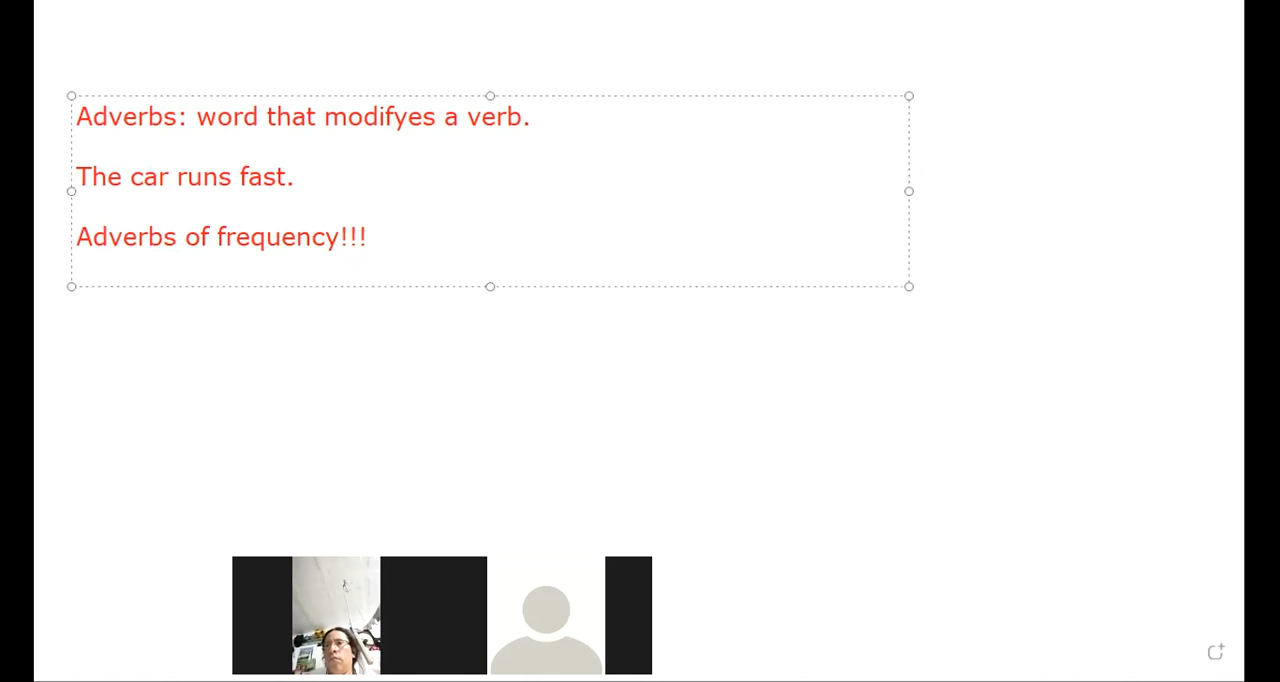 Adverbs: word that modifyes a verb.
The car runs fast.
Adverbs of frequency!!!